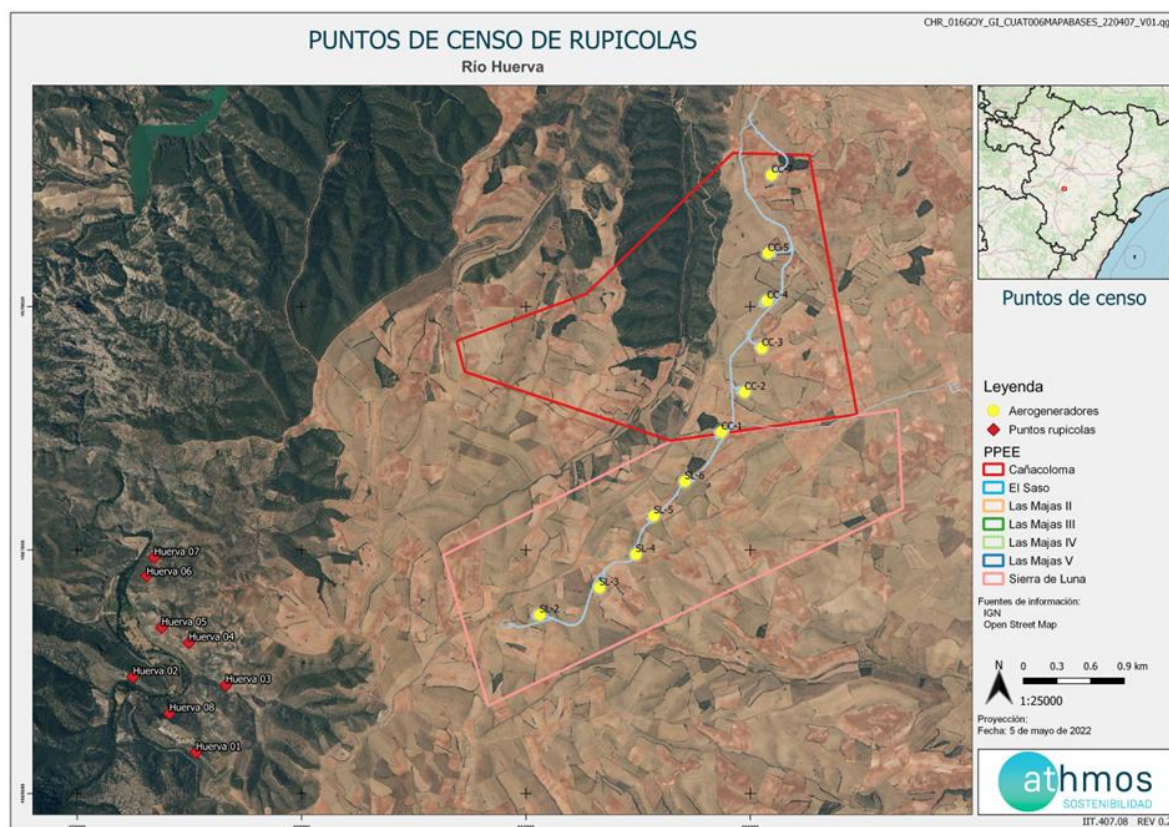 CHR_016GOY_GI_CUAT006MAPABASES_220407_V01.qg
PUNTOS DE CENSO DE RUPICOLAS
Río Huerva
CC-7
CC-5
CC-4
CC-3
CC-2
CC-1
SL-6
SL-5
SL-4
SL-3
SL-2
Huerva 07
Huerva 06
Huerva 05
Huerva 04
Huerva 02
Huerva 03
Huerva 08
Huerva 01
Puntos de censo
Leyenda
Aerogeneradores
Puntos rupicolas
PPEE
Cañacoloma
El Saso
Las Majas II
Las Majas III
Las Majas IV
Las Majas V
Sierra de Luna
Fuentes de información:
IGN
Open Street Map
N
0 0.3 0.6 0.9 km
1:25000
Proyección:
Fecha: 5 de mayo de 2022
athmos
SOSTENIBILIDAD
IIT.407.08 REV 0.2